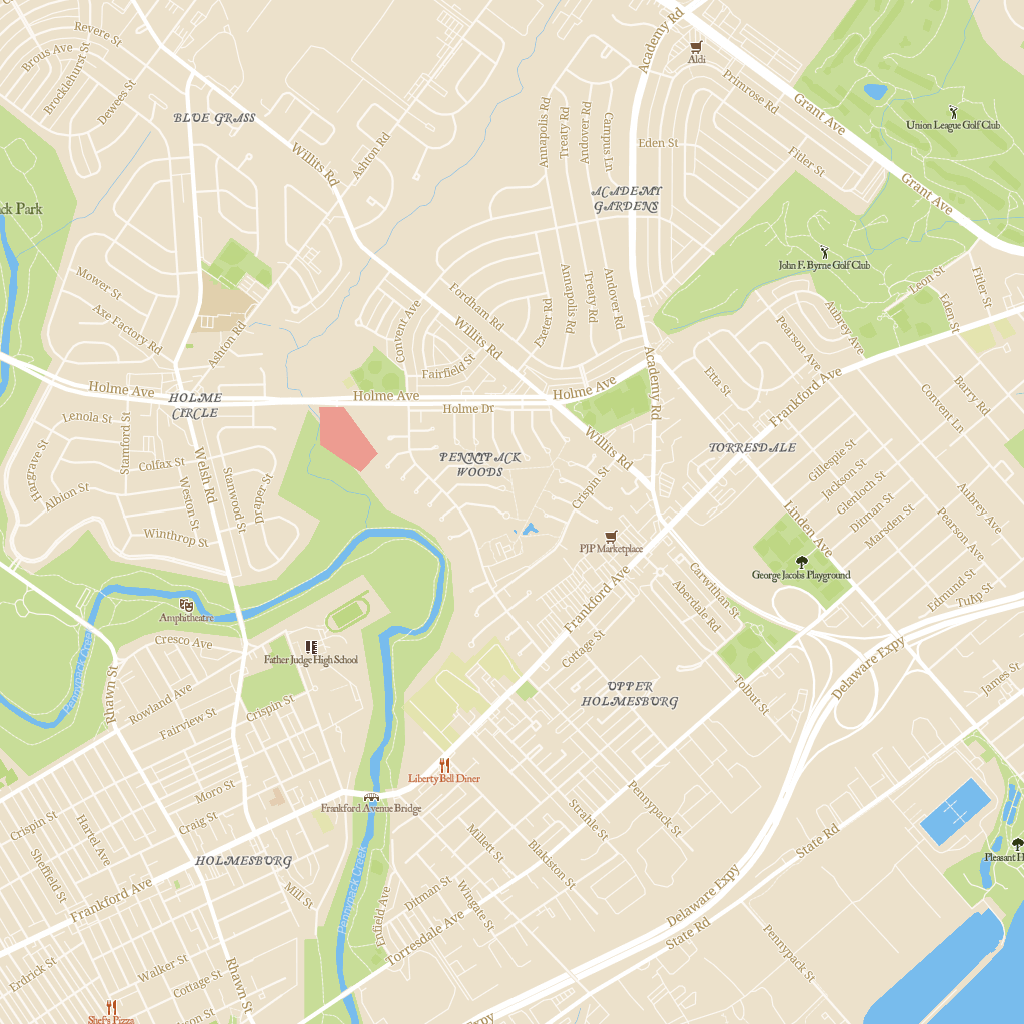 Revere St
Brous Ave
Brocklehurst St
Dewees St
BLUE GRASS
Willits Rd
Ashton Rd
Academy Rd
Aldi
Primrose Rd
Grant Ave
Union League Golf Club
Annapolis Rd
Treaty Rd
Andover Rd
Campus Ln
Eden St
Fitler St
Grant Ave
ACADEMY
GARDENS
ck Park
John F. Byrne Golf Club
Leon St
Fitler St
Eden St
Mower St
Axe Factory Rd
Ashton Rd
Convent Ave
Fordham Rd
Willits Rd
Fairfield St
Exeter Rd
Annapolis Rd
Treaty Rd
Andover Rd
Aubrey Ave
Pearson Ave
Frankford Ave
Etta St
Academy Rd
Holme Ave
HOLME
CIRCLE
Holme Ave
Holme Dr
Holme Ave
Barry Rd
Convent Ln
Lenola St
Stamford St
Colfax St
Hargrave St
Albion St
Welsh Rd
Weston St
Stanwood St
Draper St
Winthrop St
PENNYPACK
WOODS
Willits Rd
Crispin St
TORRESDALE
Gillespie St
Jackson St
Glenloch St
Ditman St
Marsden St
Aubrey Ave
Pearson Ave
Linden Ave
PJP Marketplace
George Jacobs Playground
Edmund St
Tulip St
Carwithan St
Aberdale Rd
Frankford Ave
Cottage St
Amphitheatre
Cresco Ave
Father Judge High School
Pennypack Creek
Rhawn St
Rowland Ave
Fairview St
Crispin St
UPPER
HOLMESBURG
Tolbut St
Delaware Expy
James St
Liberty Bell Diner
Frankford Avenue Bridge
Moro St
Craig St
Crispin St
Hartel Ave
Sheffield St
HOLMESBURG
Frankford Ave
Mill St
Pennypack Creek
Enfield Ave
Ditman St
Wingate St
Torresdale Ave
Millett St
Blakiston St
Strahle St
Pennypack St
State Rd
Pleasant H
Delaware Expy
State Rd
Pennypack St
Erdrick St
Walker St
Cottage St
Rhawn St
Shef's Pizza